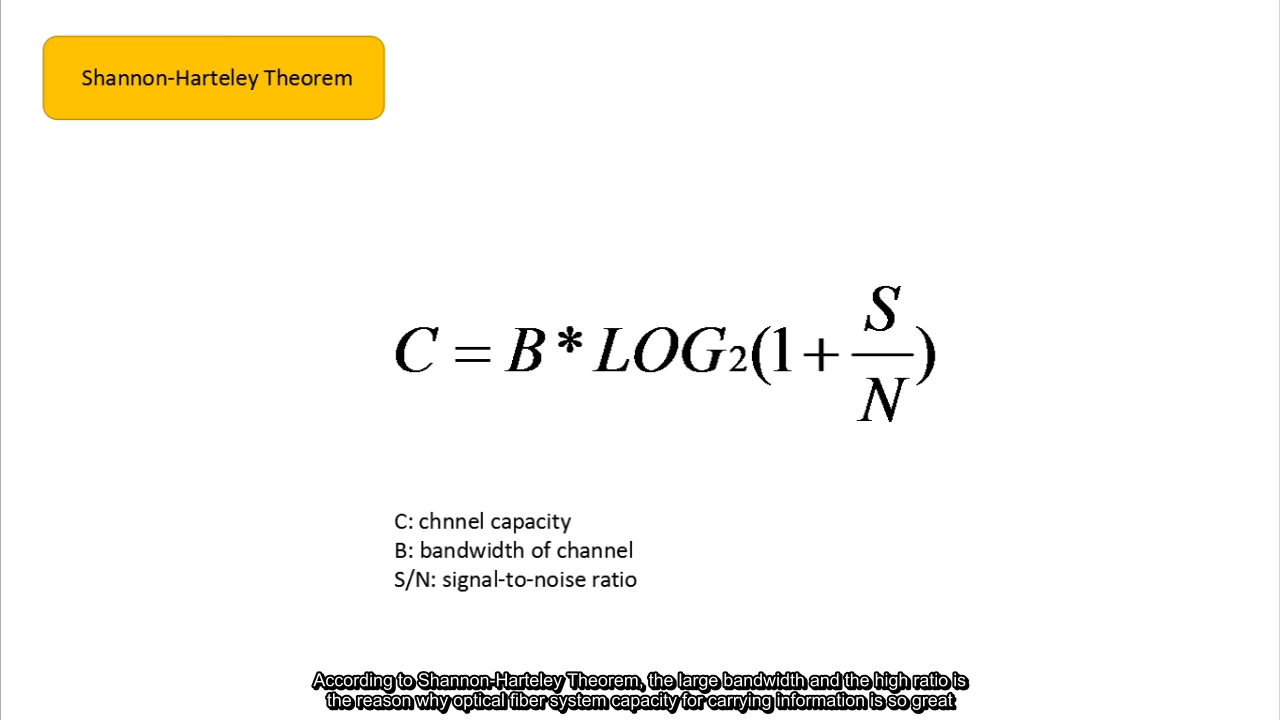 Shannon-Harteley Theorem
C = B * LOG₂(1 + S/N)
C: chnnel capacity
B: bandwidth of channel
S/N: signal-to-noise ratio
According to Shannon-Harteley Theorem, the large bandwidth and the high ratio is
the reason why optical fiber system capacity for carrying information is so great